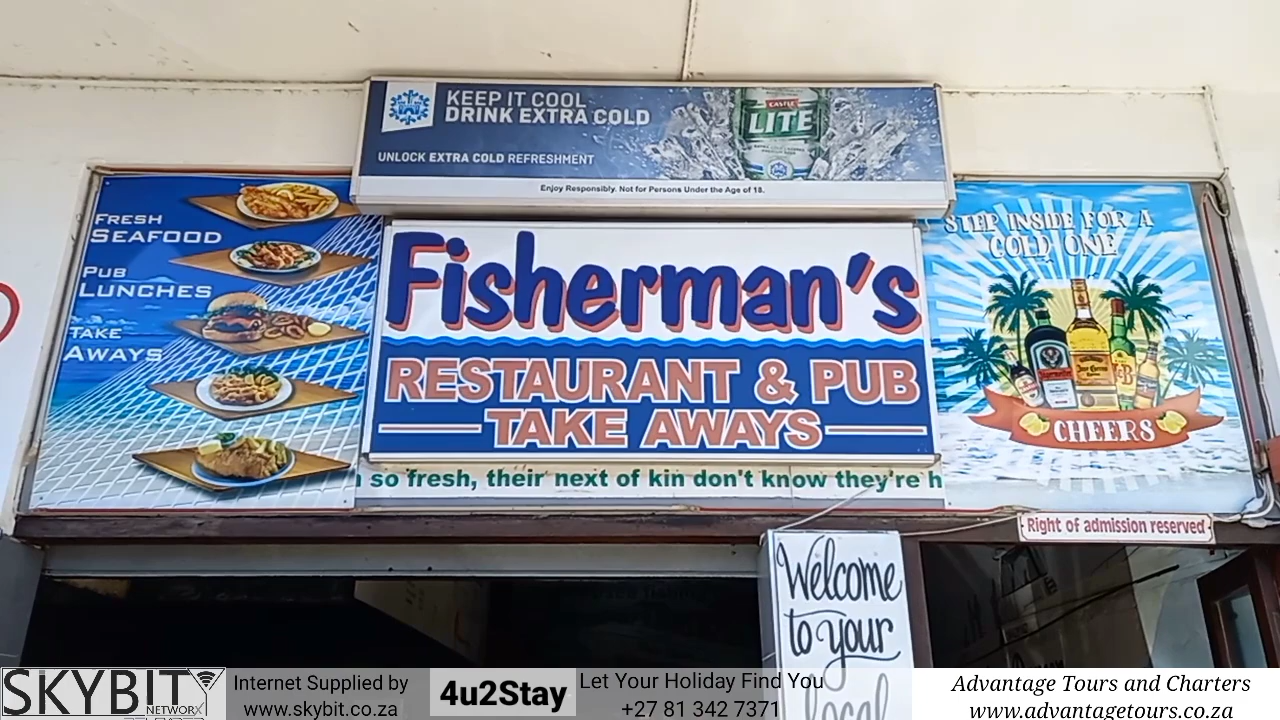 KEEP IT COOL
DRINK EXTRA COLD
UNLOCK EXTRA COLD REFRESHMENT
CASTLE
LITE
Enjoy Responsibly. Not for Persons Under the Age of 18.
FRESH
SEAFOOD
PUB
LUNCHES
TAKE
AWAYS
Fisherman's
RESTAURANT & PUB
TAKE AWAYS
so fresh, their next of kin don't know they're h
STEP INSIDE FOR A
COLD ONE
CHEERS
Right of admission reserved
Welcome
to your
local
SKYBIT
NETWORX
Internet Supplied by
www.skybit.co.za
4u2Stay
Let Your Holiday Find You
+27 81 342 7371
Advantage Tours and Charters
www.advantagetours.co.za